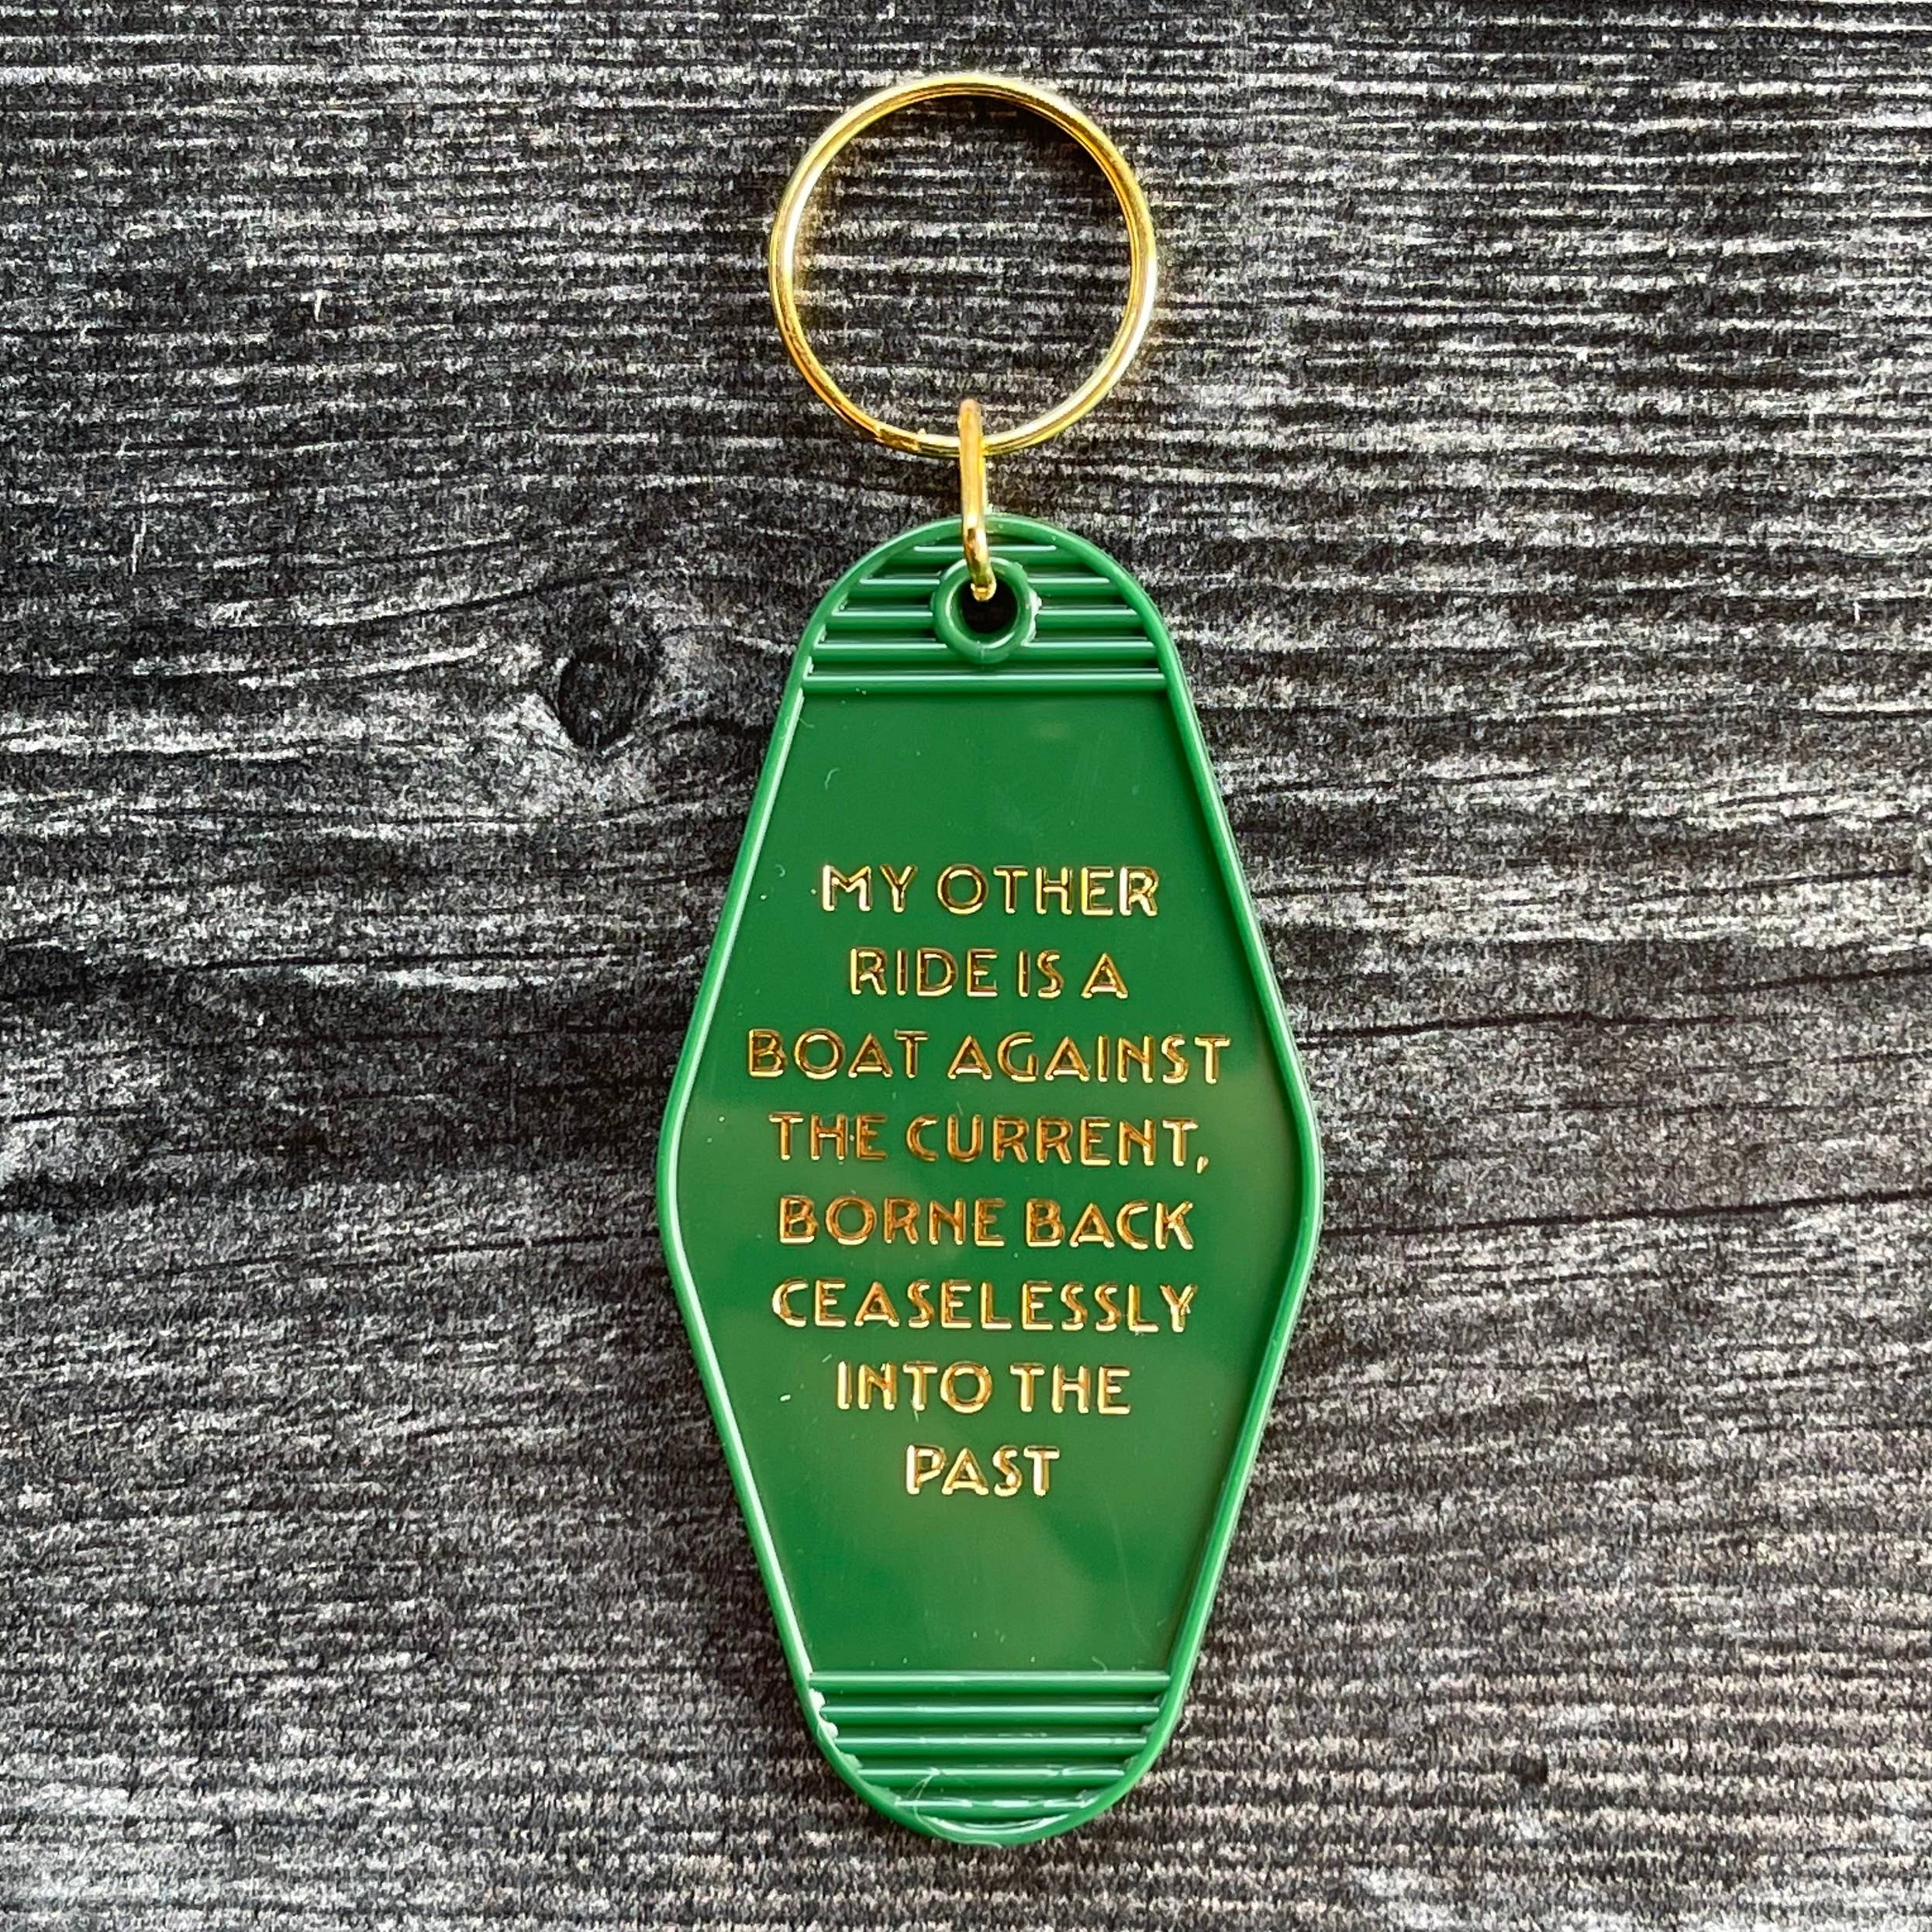 MY OTHER
RIDE IS A
BOAT AGAINST
THE CURRENT,
BORNE BACK
CEASELESSLY
INTO THE
PAST